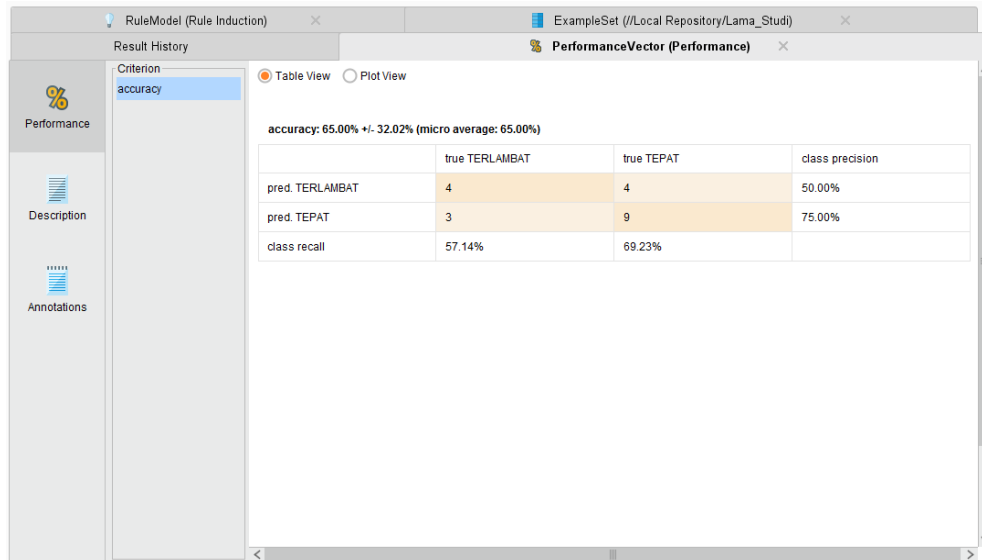 RuleModel (Rule Induction)
ExampleSet (//Local Repository/Lama_Studi)
Result History
PerformanceVector (Performance)
Performance
Description
Annotations
Criterion
accuracy
Table View Plot View
accuracy: 65.00% +/- 32.02% (micro average: 65.00%)
true TERLAMBAT true TEPAT class precision
pred. TERLAMBAT 4 4 50.00%
pred. TEPAT 3 9 75.00%
class recall 57.14% 69.23%